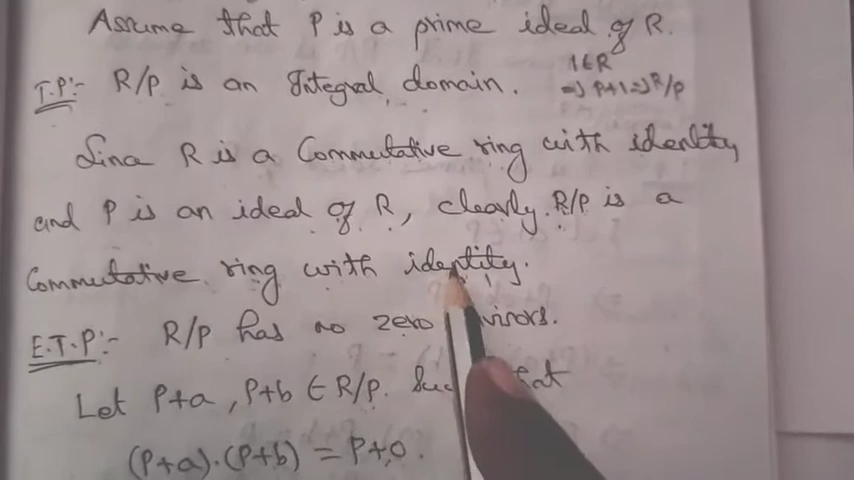 Assume that P is a prime ideal of R.
1∈R
T.P:- R/P is an Integral domain. ⇒ P+1 ⇒ R/P
Since R is a Commutative ring with identity
and P is an ideal of R, clearly R/P is a
Commutative ring with identity.
E.T.P:- R/P has no zero
Let P+a, P+b ∈ R/P.
(P+a).(P+b) = P+0.